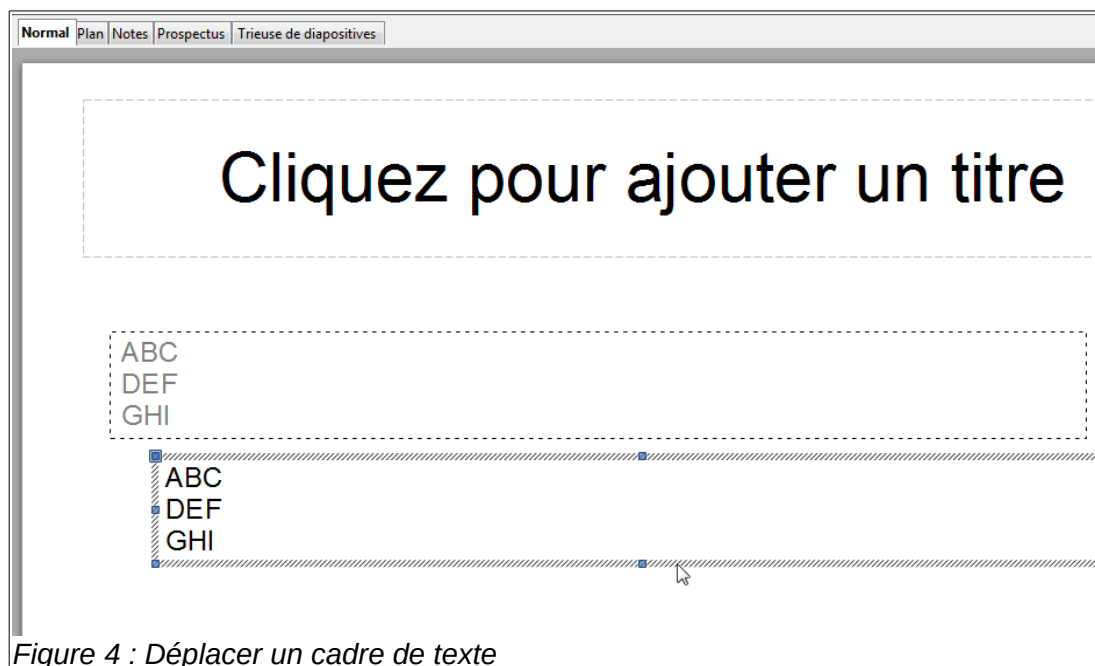 Normal Plan Notes Prospectus Trieuse de diapositives
Cliquez pour ajouter un titre
ABC
DEF
GHI
ABC
DEF
GHI
Figure 4 : Déplacer un cadre de texte